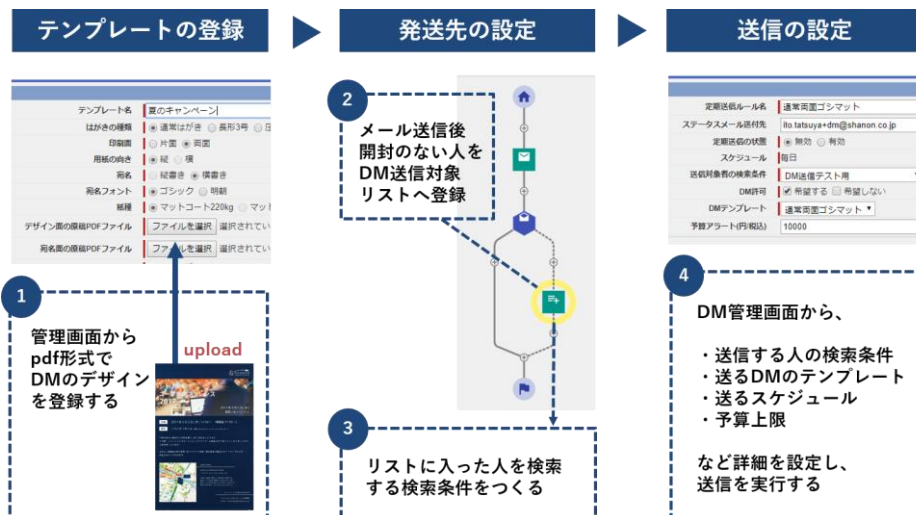 テンプレートの登録
発送先の設定
送信の設定
テンプレート名 夏のキャンペーン
はがきの種類 通常はがき 長形3号
印刷面 片面 両面
用紙の向き 縦 横
宛名 縦書き 横書き
宛名フォント ゴシック 明朝
紙種 マットコート220kg マット
デザイン面の原稿PDFファイル ファイルを選択 選択されてい
宛名面の原稿PDFファイル ファイルを選択 選択されてい
1
管理画面から
pdf形式で
DMのデザイン
を登録する
upload
2
メール送信後
開封のない人を
DM送信対象
リストへ登録
3
リストに入った人を検索
する検索条件をつくる
定期送信ルール名 通常両面ゴシマット
ステータスメール送付先 ito.tatsuya+dm@shanon.co.jp
定期送信の状態 無効 有効
スケジュール 毎日
送信対象者の検索条件 DM送信テスト用
DM許可 希望する 希望しない
DMテンプレート 通常両面ゴシマット
予算アラート(円/税込) 10000
4
DM管理画面から、
・送信する人の検索条件
・送るDMのテンプレート
・送るスケジュール
・予算上限
など詳細を設定し、
送信を実行する